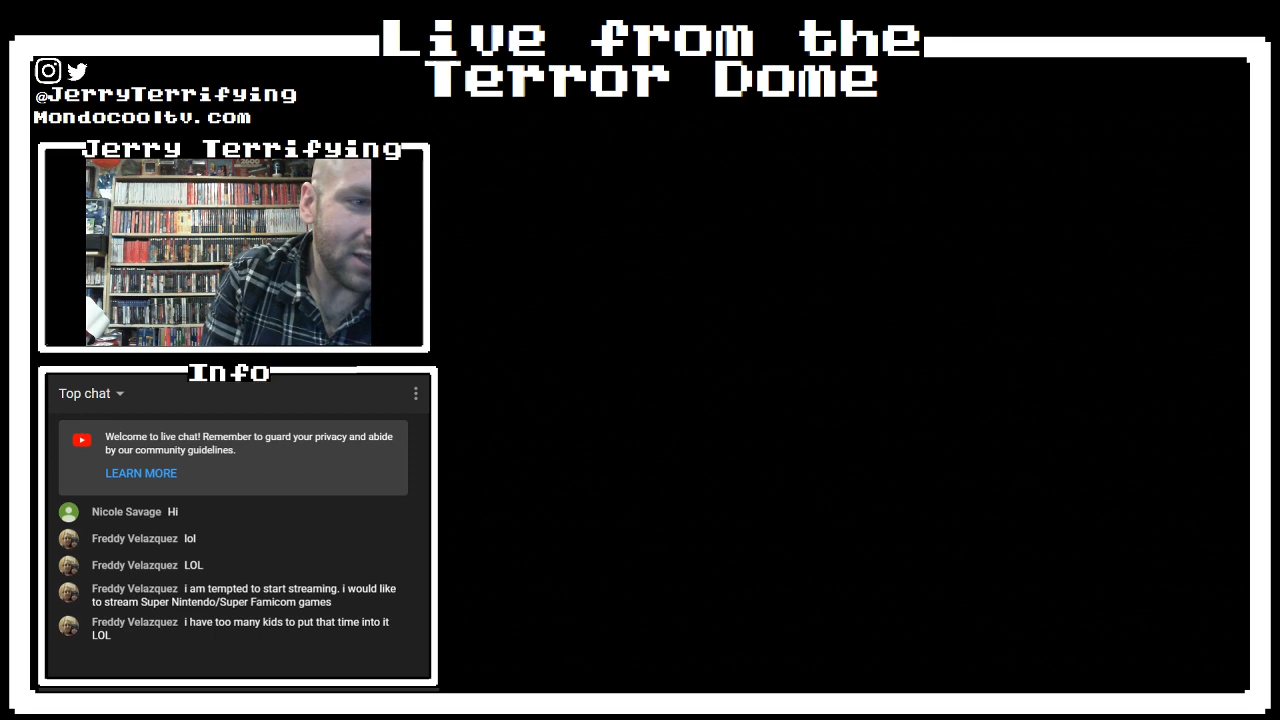 Live from the
Terror Dome
@JerryTerrifying
Mondocooltv.com
Jerry Terrifying
Info
Top chat
Welcome to live chat! Remember to guard your privacy and abide
by our community guidelines.
LEARN MORE
Nicole Savage Hi
Freddy Velazquez lol
Freddy Velazquez LOL
Freddy Velazquez i am tempted to start streaming. i would like
to stream Super Nintendo/Super Famicom games
Freddy Velazquez i have too many kids to put that time into it
LOL